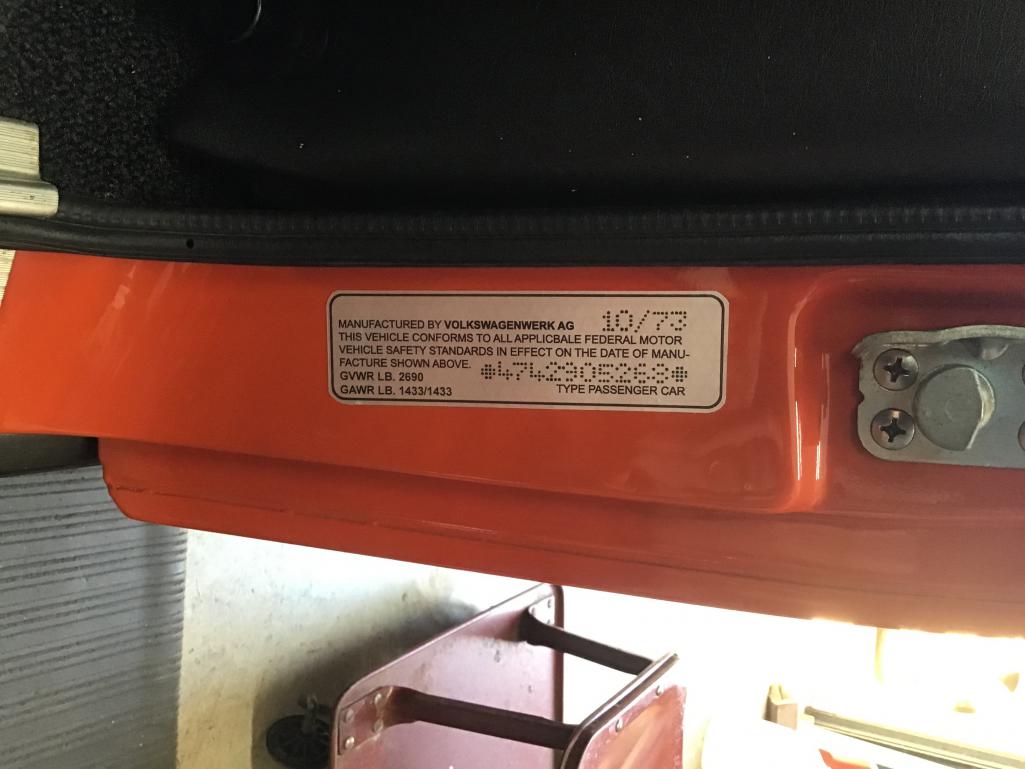 MANUFACTURED BY VOLKSWAGENWERK AG 10/73
THIS VEHICLE CONFORMS TO ALL APPLICBALE FEDERAL MOTOR
VEHICLE SAFETY STANDARDS IN EFFECT ON THE DATE OF MANU-
FACTURE SHOWN ABOVE. *4742905268*
GVWR LB. 2690
GAWR LB. 1433/1433 TYPE PASSENGER CAR